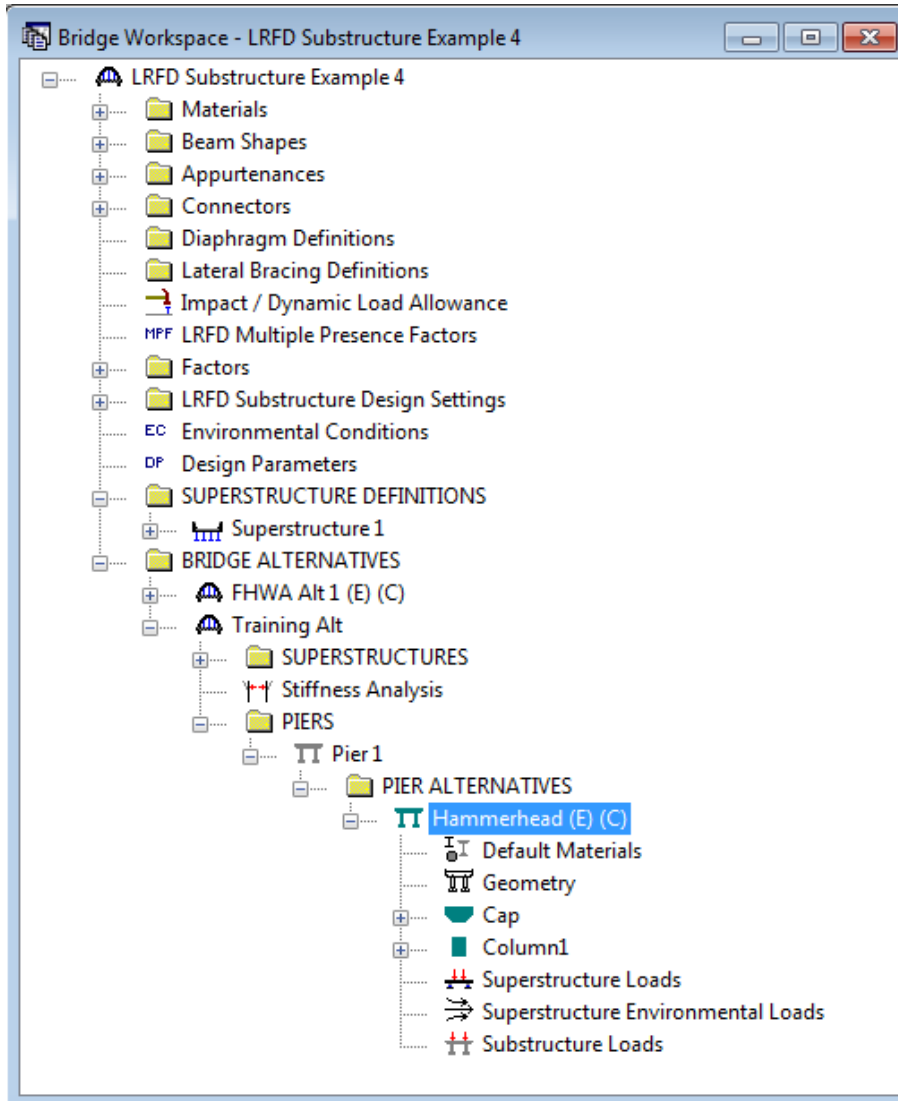 Bridge Workspace - LRFD Substructure Example 4
LRFD Substructure Example 4
Materials
Beam Shapes
Appurtenances
Connectors
Diaphragm Definitions
Lateral Bracing Definitions
Impact / Dynamic Load Allowance
MPF LRFD Multiple Presence Factors
Factors
LRFD Substructure Design Settings
EC Environmental Conditions
DP Design Parameters
SUPERSTRUCTURE DEFINITIONS
Superstructure 1
BRIDGE ALTERNATIVES
FHWA Alt 1 (E) (C)
Training Alt
SUPERSTRUCTURES
Stiffness Analysis
PIERS
Pier 1
PIER ALTERNATIVES
Hammerhead (E) (C)
Default Materials
Geometry
Cap
Column1
Superstructure Loads
Superstructure Environmental Loads
Substructure Loads